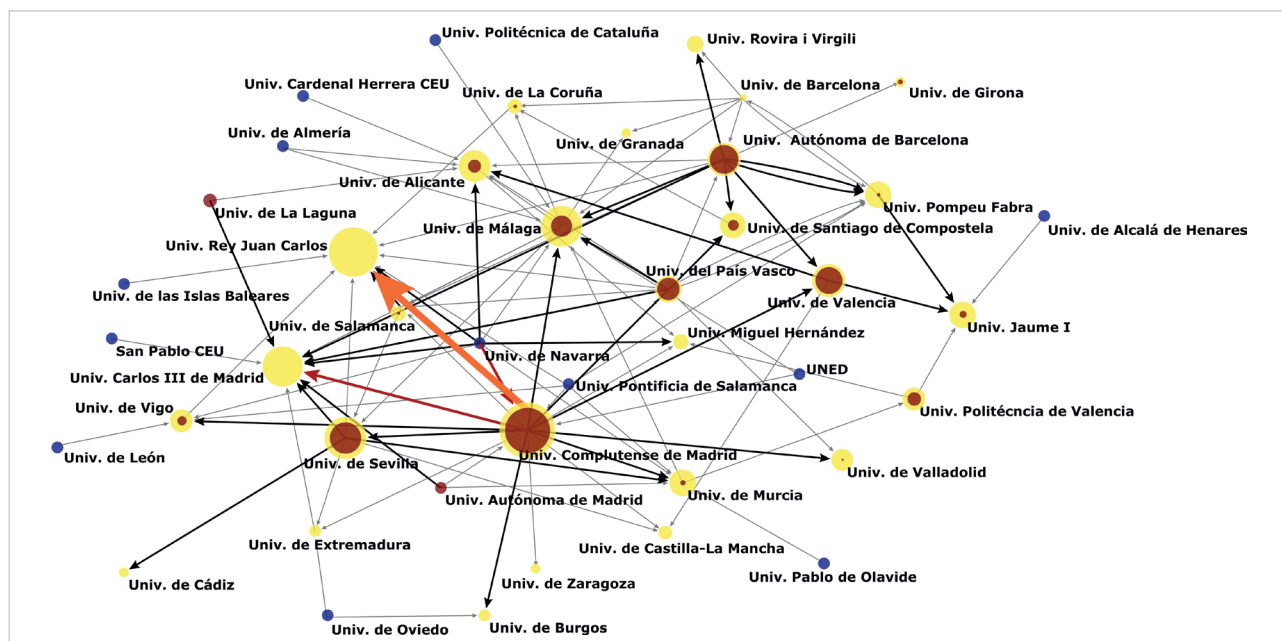 Univ. Politécnica de Cataluña
Univ. Rovira i Virgili
Univ. Cardenal Herrera CEU
Univ. de La Coruña
Univ. de Barcelona
Univ. de Girona
Univ. de Almería
Univ. de Granada
Univ. Autónoma de Barcelona
Univ. de Alicante
Univ. de La Laguna
Univ. Pompeu Fabra
Univ. de Málaga
Univ. de Santiago de Compostela
Univ. de Alcalá de Henares
Univ. Rey Juan Carlos
Univ. del País Vasco
Univ. de las Islas Baleares
Univ. de Valencia
Univ. de Salamanca
Univ. Miguel Hernández
Univ. Jaume I
San Pablo CEU
Univ. de Navarra
UNED
Univ. Carlos III de Madrid
Univ. Pontificia de Salamanca
Univ. de Vigo
Univ. Politécncia de Valencia
Univ. de León
Univ. de Sevilla
Univ. Complutense de Madrid
Univ. de Valladolid
Univ. Autónoma de Madrid
Univ. de Murcia
Univ. de Extremadura
Univ. de Castilla-La Mancha
Univ. de Cádiz
Univ. de Zaragoza
Univ. Pablo de Olavide
Univ. de Oviedo
Univ. de Burgos